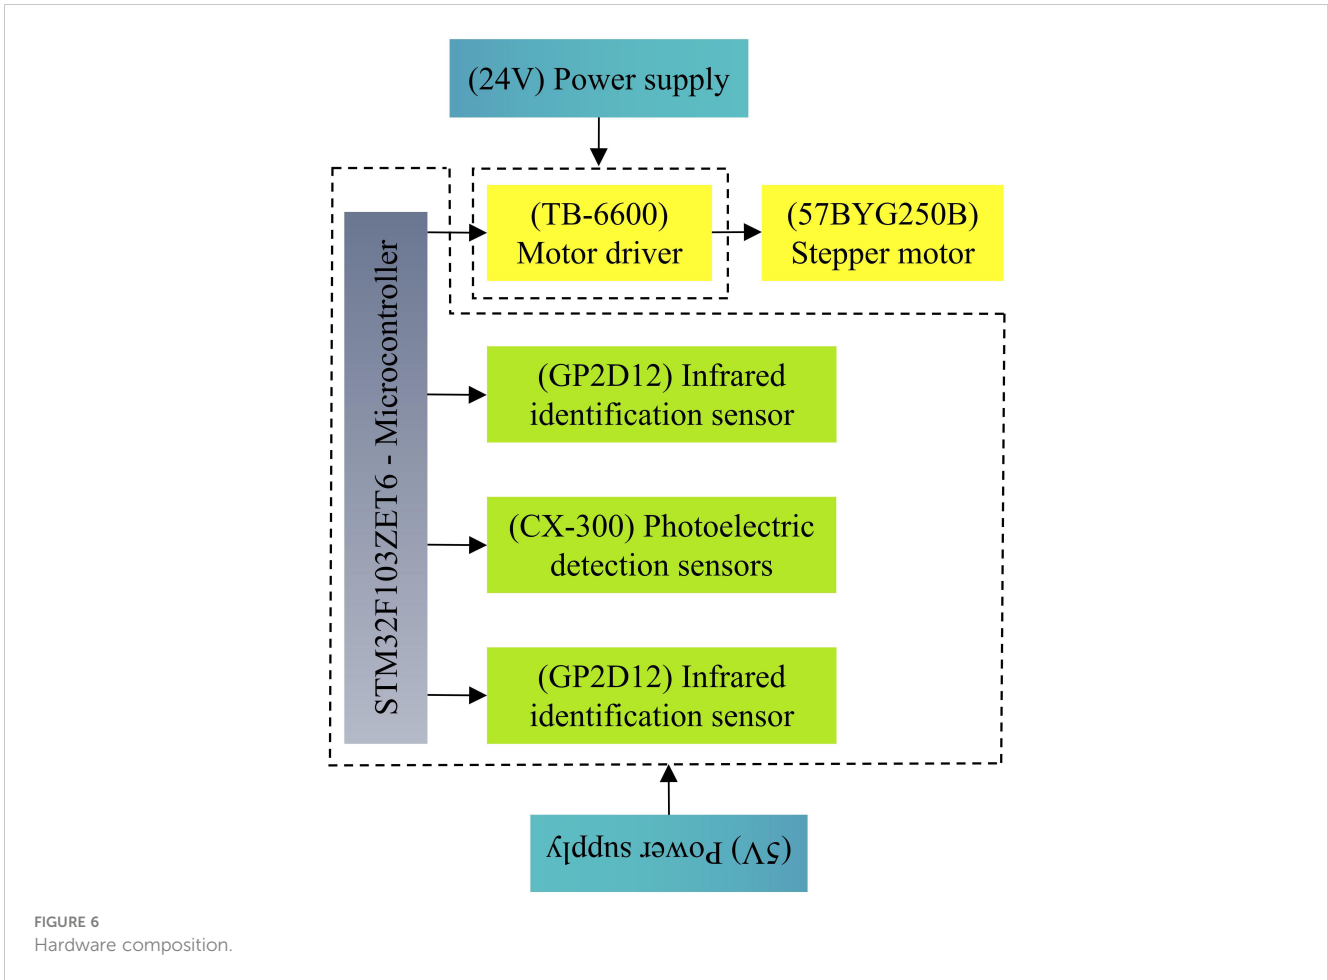 (24V) Power supply
(TB-6600)
Motor driver
(57BYG250B)
Stepper motor
STM32F103ZET6 - Microcontroller
(GP2D12) Infrared
identification sensor
(CX-300) Photoelectric
detection sensors
(GP2D12) Infrared
identification sensor
(5V) Power supply
FIGURE 6
Hardware composition.